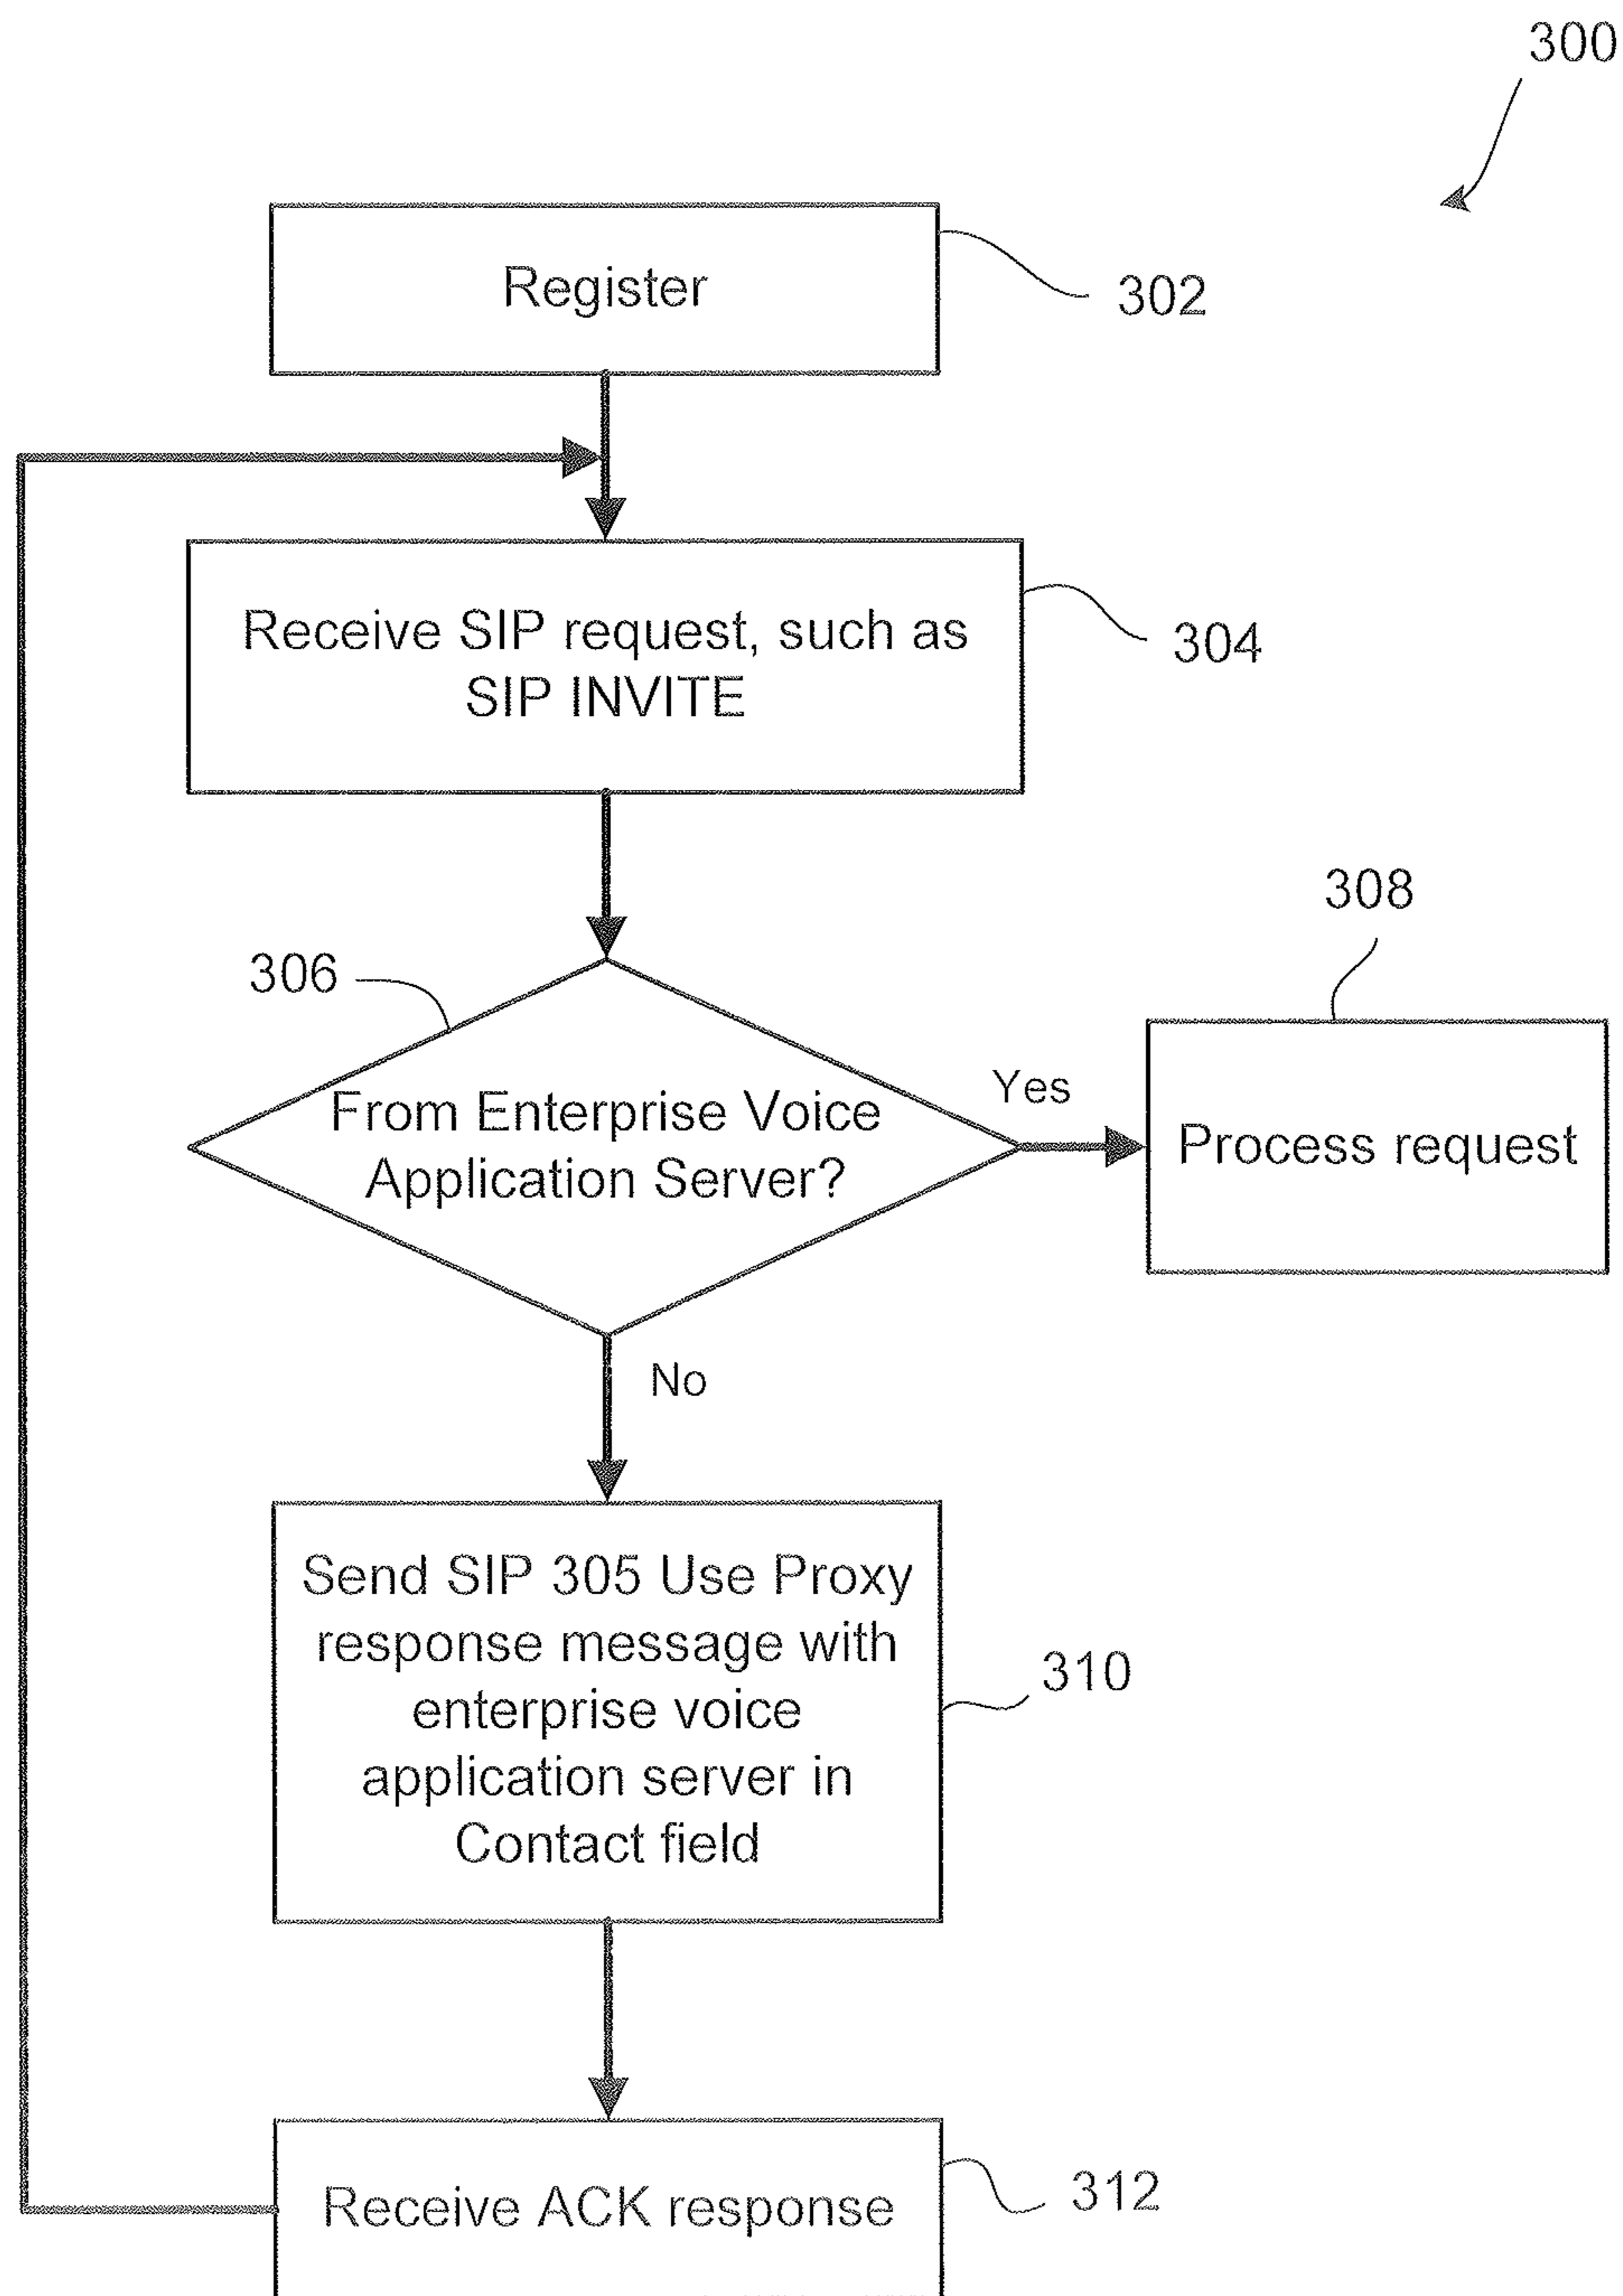 300
Register
302
Receive SIP request, such as
SIP INVITE
304
308
306
From Enterprise Voice
Application Server?
Yes
Process request
No
Send SIP 305 Use Proxy
response message with
enterprise voice
application server in
Contact field
310
Receive ACK response
312